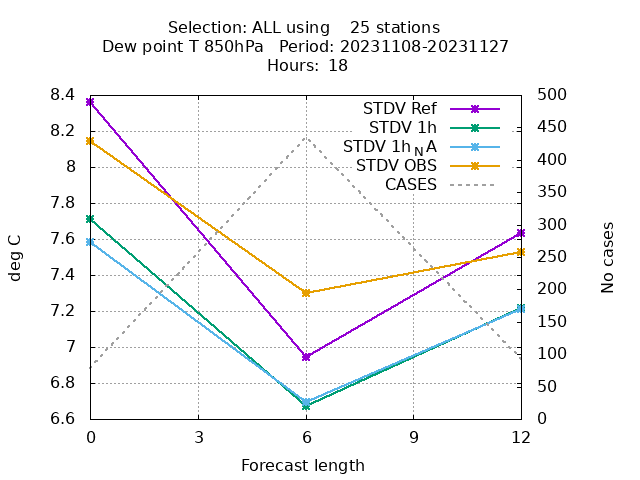 Selection: ALL using    25 stations
Dew point T 850hPa   Period: 20231108-20231127
Hours:  18
8.4
8.2
8
7.8
7.6
7.4
7.2
7
6.8
6.6
deg C
500
450
400
350
300
250
200
150
100
50
0
No cases
STDV Ref
STDV 1h
STDV 1h_NA
STDV OBS
CASES
0 3 6 9 12
Forecast length